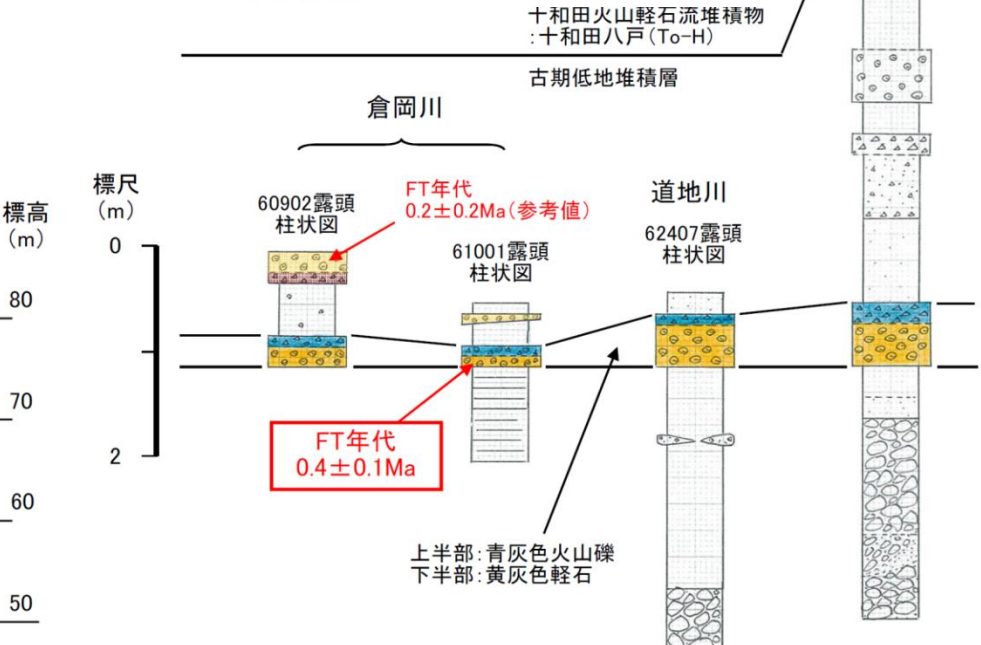 十和田火山軽石流堆積物
:十和田八戸(To-H)
古期低地堆積層
倉岡川
標高
(m)
標尺
(m)
60902露頭
柱状図
FT年代
0.2±0.2Ma(参考値)
61001露頭
柱状図
道地川
62407露頭
柱状図
0
80
70
2
60
50
FT年代
0.4±0.1Ma
上半部:青灰色火山礫
下半部:黄灰色軽石